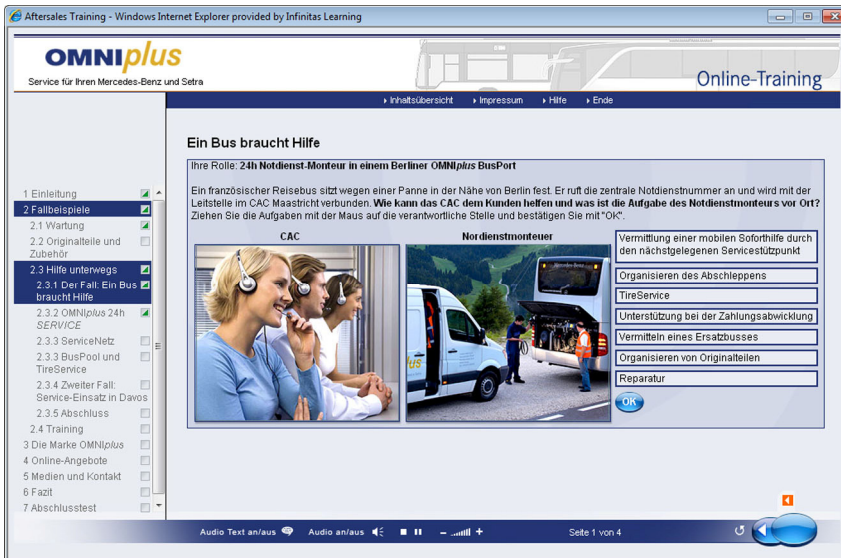 Aftersales Training - Windows Internet Explorer provided by Infinitas Learning
OMNIplus
Service für Ihren Mercedes-Benz und Setra
Online-Training
Inhaltsübersicht Impressum Hilfe Ende
Ein Bus braucht Hilfe
Ihre Rolle: 24h Notdienst-Monteur in einem Berliner OMNIplus BusPort
Ein französischer Reisebus sitzt wegen einer Panne in der Nähe von Berlin fest. Er ruft die zentrale Notdienstnummer an und wird mit der
Leitstelle im CAC Maastricht verbunden. Wie kann das CAC dem Kunden helfen und was ist die Aufgabe des Notdienstmonteurs vor Ort?
Ziehen Sie die Aufgaben mit der Maus auf die verantwortliche Stelle und bestätigen Sie mit "OK".
1 Einleitung
2 Fallbeispiele
2.1 Wartung
2.2 Originalteile und
Zubehör
2.3 Hilfe unterwegs
2.3.1 Der Fall: Ein Bus
braucht Hilfe
2.3.2 OMNIplus 24h
SERVICE
2.3.3 ServiceNetz
2.3.3 BusPool und
TireService
2.3.4 Zweiter Fall:
Service-Einsatz in Davos
2.3.5 Abschluss
2.4 Training
3 Die Marke OMNIplus
4 Online-Angebote
5 Medien und Kontakt
6 Fazit
7 Abschlusstest
CAC
Nordienstmonteuer
Mercedes-Benz
us
Vermittlung einer mobilen Soforthilfe durch
den nächstgelegenen Servicestützpunkt
Organisieren des Abschleppens
TireService
Unterstützung bei der Zahlungsabwicklung
Vermitteln eines Ersatzbusses
Organisieren von Originalteilen
Reparatur
OK
Audio Text an/aus Audio an/aus Seite 1 von 4